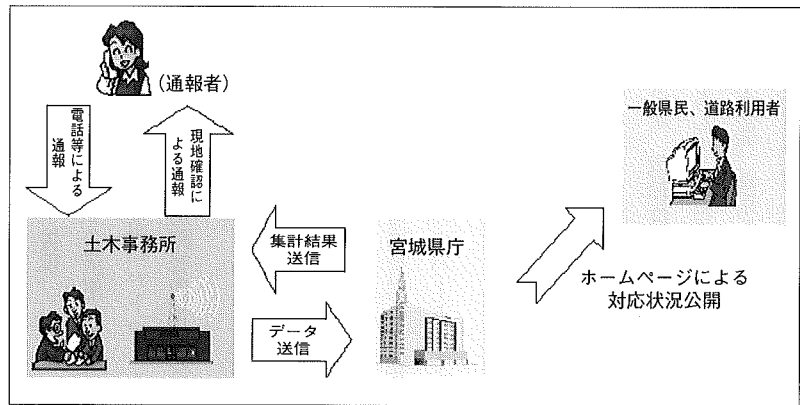 (通報者)
電話等による
通報
現地確認に
よる通報
一般県民、道路利用者
土木事務所
集計結果
送信
宮城県庁
データ
送信
ホームページによる
対応状況公開